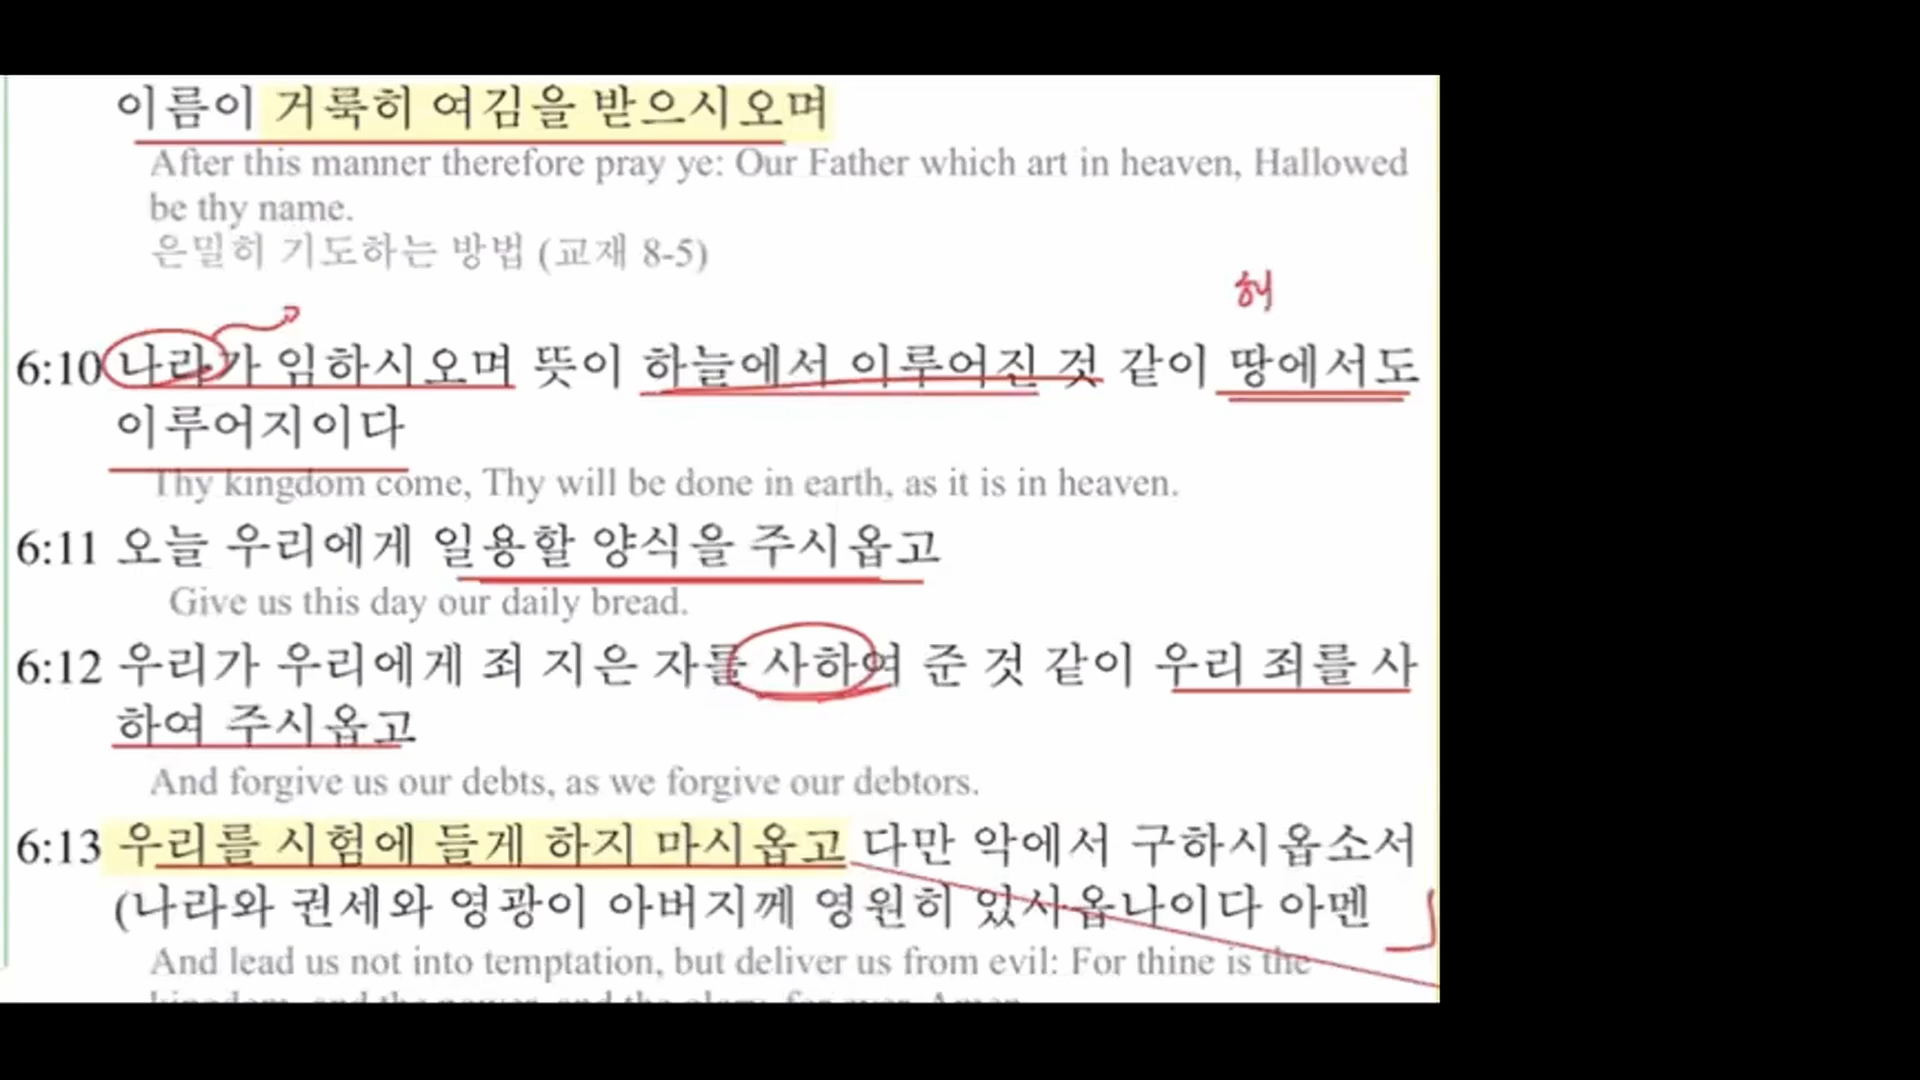 이름이 거룩히 여김을 받으시오며
After this manner therefore pray ye: Our Father which art in heaven, Hallowed
be thy name.
은밀히 기도하는 방법 (교재 8-5)
허
6:10 나라가 임하시오며 뜻이 하늘에서 이루어진 것 같이 땅에서도
이루어지이다
Thy kingdom come, Thy will be done in earth, as it is in heaven.
6:11 오늘 우리에게 일용할 양식을 주시옵고
Give us this day our daily bread.
6:12 우리가 우리에게 죄 지은 자를 사하여 준 것 같이 우리 죄를 사
하여 주시옵고
And forgive us our debts, as we forgive our debtors.
6:13 우리를 시험에 들게 하지 마시옵고 다만 악에서 구하시옵소서
(나라와 권세와 영광이 아버지께 영원히 있사옵나이다 아멘
And lead us not into temptation, but deliver us from evil: For thine is the
kingdom, and the power, and the glory, for ever. Amen.